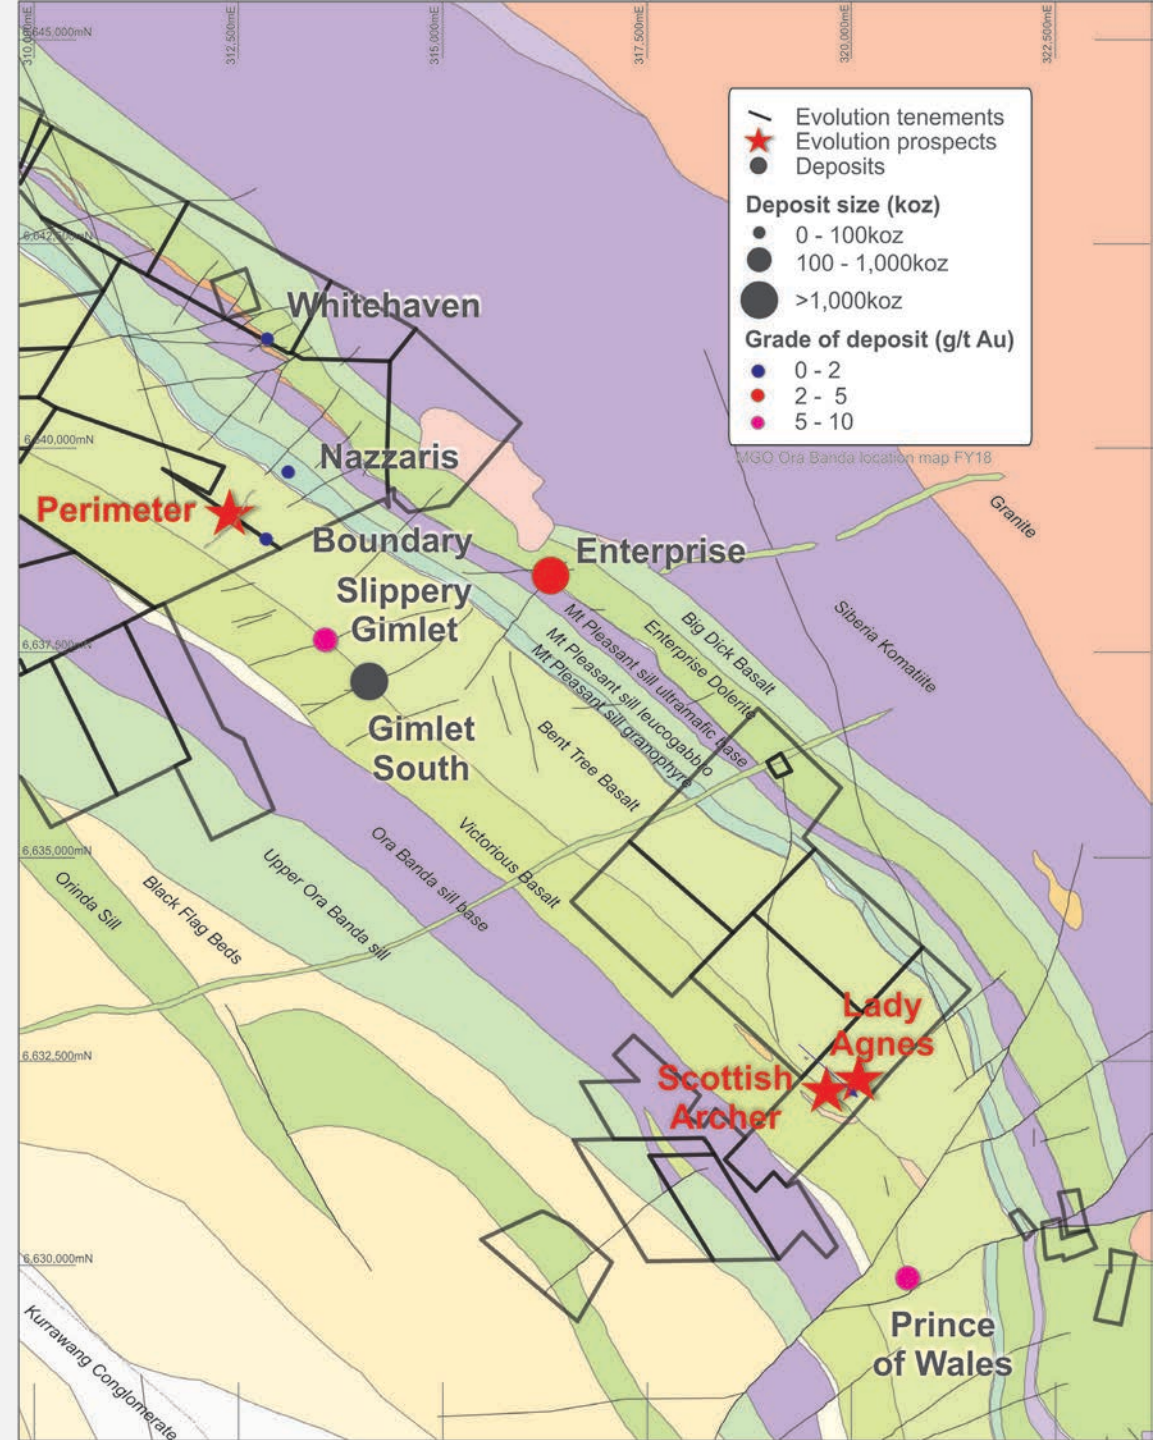 310,000mE
312,500mE
315,000mE
317,500mE
320,000mE
322,500mE
6,645,000mN
Evolution tenements
Evolution prospects
Deposits
Deposit size (koz)
0 - 100koz
100 - 1,000koz
>1,000koz
Grade of deposit (g/t Au)
0 - 2
2 - 5
5 - 10
MGO Ora Banda location map FY18
6,642,500mN
Whitehaven
6,640,000mN
Nazzaris
Perimeter
Boundary
Enterprise
Slippery
Gimlet
Gimlet
South
Granite
Siberia Komatiite
Big Dick Basalt
Enterprise Dolerite
Mt Pleasant sill ultramafic base
Mt Pleasant sill leucogabbro
Mt Pleasant sill granophyre
6,637,500mN
Bent Tree Basalt
Victorious Basalt
Ora Banda sill base
Upper Ora Banda sill
Black Flag Beds
Orinda Sill
6,635,000mN
Lady
Agnes
Scottish
Archer
6,632,500mN
6,630,000mN
Prince
of Wales
Kurrawang Conglomerate